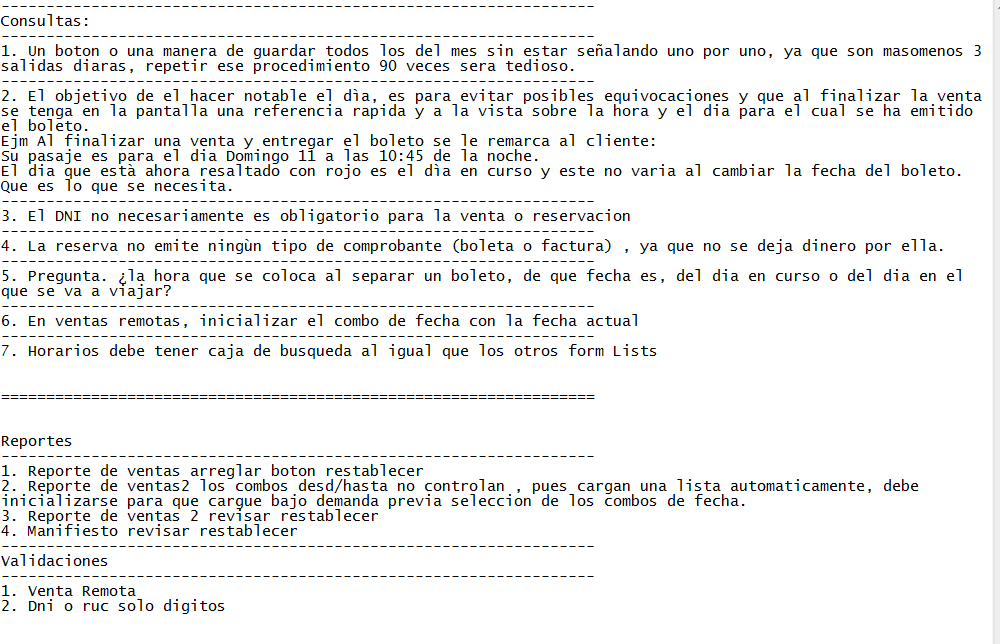 ------------------------------------------------------------------
Consultas:
------------------------------------------------------------------
1. Un boton o una manera de guardar todos los del mes sin estar señalando uno por uno, ya que son masomenos 3
salidas diaras, repetir ese procedimiento 90 veces sera tedioso.
------------------------------------------------------------------
2. El objetivo de el hacer notable el dìa, es para evitar posibles equivocaciones y que al finalizar la venta
se tenga en la pantalla una referencia rapida y a la vista sobre la hora y el dìa para el cual se ha emitido
el boleto.
Ejm Al finalizar una venta y entregar el boleto se le remarca al cliente:
Su pasaje es para el dia Domingo 11 a las 10:45 de la noche.
El dia que està ahora resaltado con rojo es el dìa en curso y este no varia al cambiar la fecha del boleto.
Que es lo que se necesita.
------------------------------------------------------------------
3. El DNI no necesariamente es obligatorio para la venta o reservacion
------------------------------------------------------------------
4. La reserva no emite ningùn tipo de comprobante (boleta o factura) , ya que no se deja dinero por ella.
------------------------------------------------------------------
5. Pregunta. ¿la hora que se coloca al separar un boleto, de que fecha es, del dia en curso o del dia en el
que se va a viajar?
------------------------------------------------------------------
6. En ventas remotas, inicializar el combo de fecha con la fecha actual
------------------------------------------------------------------
7. Horarios debe tener caja de busqueda al igual que los otros form Lists
==================================================================
Reportes
------------------------------------------------------------------
1. Reporte de ventas arreglar boton restablecer
2. Reporte de ventas2 los combos desd/hasta no controlan , pues cargan una lista automaticamente, debe
inicializarse para que cargue bajo demanda previa seleccion de los combos de fecha.
3. Reporte de ventas 2 revisar restablecer
4. Manifiesto revisar restablecer
------------------------------------------------------------------
Validaciones
------------------------------------------------------------------
1. Venta Remota
2. Dni o ruc solo digitos